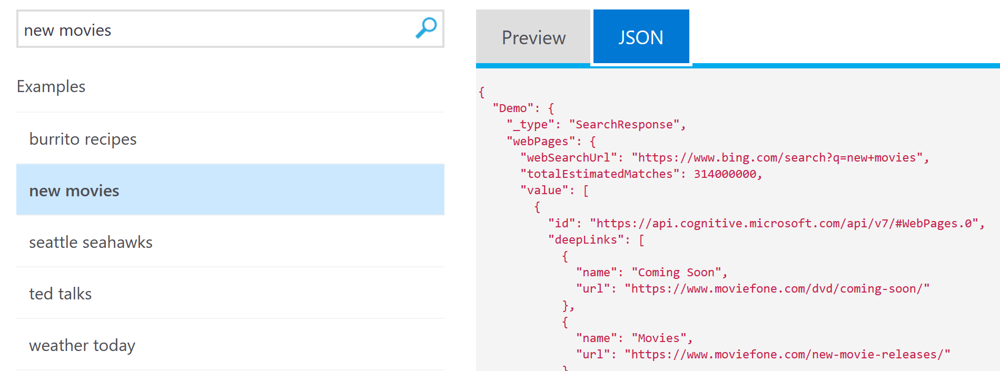 new movies
Examples
burrito recipes
new movies
seattle seahawks
ted talks
weather today
Preview
JSON
{
"Demo": {
"_type": "SearchResponse",
"webPages": {
"webSearchUrl": "https://www.bing.com/search?q=new+movies",
"totalEstimatedMatches": 314000000,
"value": [
{
"id": "https://api.cognitive.microsoft.com/api/v7/#WebPages.0",
"deepLinks": [
{
"name": "Coming Soon",
"url": "https://www.moviefone.com/dvd/coming-soon/"
},
{
"name": "Movies",
"url": "https://www.moviefone.com/new-movie-releases/"
}